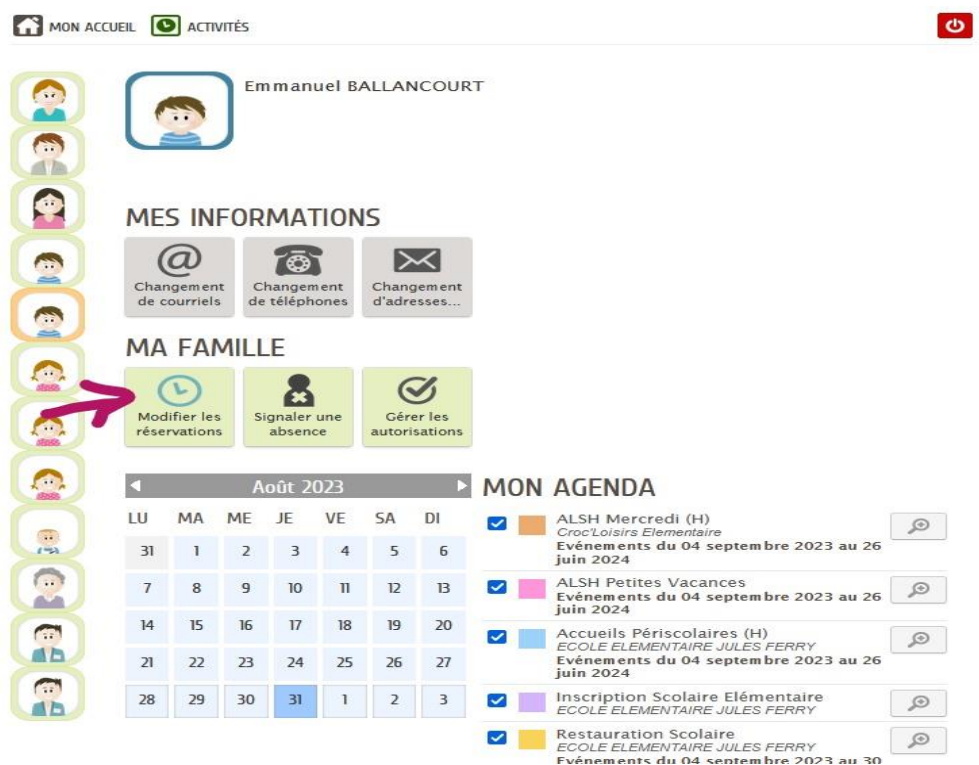 MON ACCUEIL ACTIVITÉS
Emmanuel BALLANCOURT
MES INFORMATIONS
Changement de courriels
Changement de téléphones
Changement d'adresses...
MA FAMILLE
Modifier les réservations
Signaler une absence
Gérer les autorisations
Août 2023
LU MA ME JE VE SA DI
31 1 2 3 4 5 6
7 8 9 10 11 12 13
14 15 16 17 18 19 20
21 22 23 24 25 26 27
28 29 30 31 1 2 3
MON AGENDA
ALSH Mercredi (H)
Croc'Loisirs Elementaire
Evénements du 04 septembre 2023 au 26
juin 2024
ALSH Petites Vacances
Evénements du 04 septembre 2023 au 26
juin 2024
Accueils Périscolaires (H)
ECOLE ELEMENTAIRE JULES FERRY
Evénements du 04 septembre 2023 au 26
juin 2024
Inscription Scolaire Elémentaire
ECOLE ELEMENTAIRE JULES FERRY
Restauration Scolaire
ECOLE ELEMENTAIRE JULES FERRY
Evénements du 04 septembre 2023 au 30